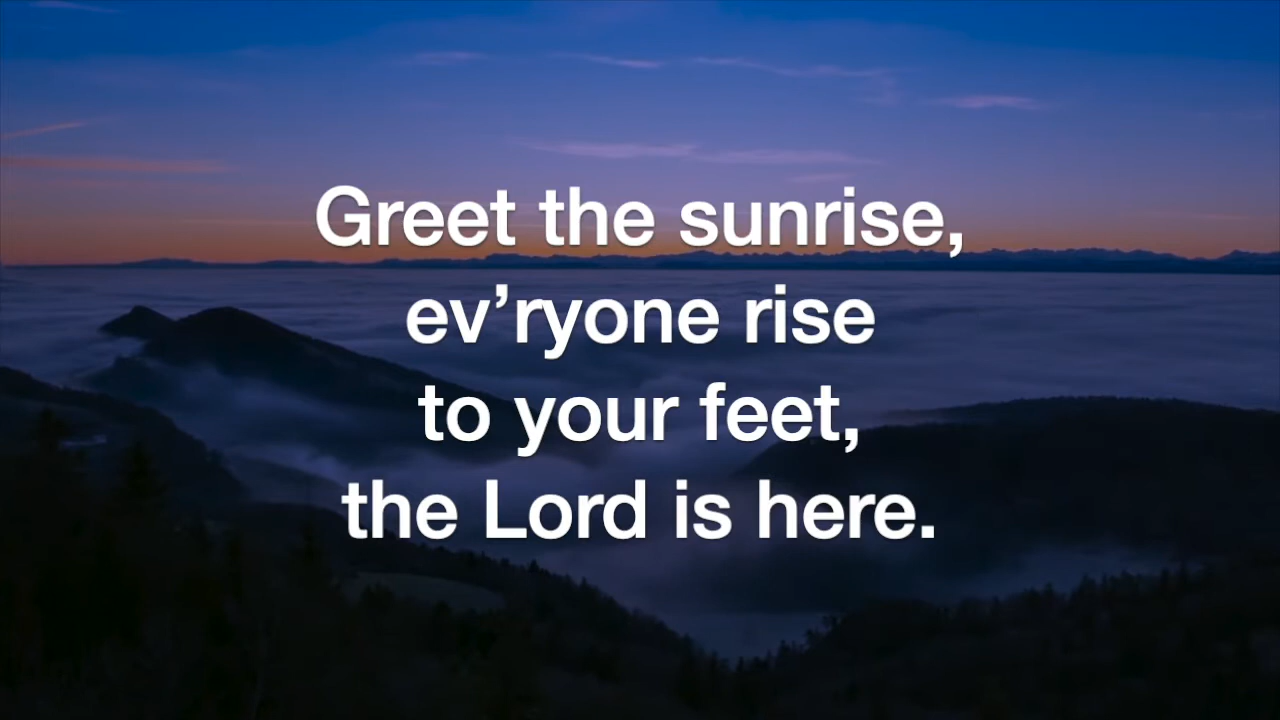 Greet the sunrise,
ev’ryone rise
to your feet,
the Lord is here.